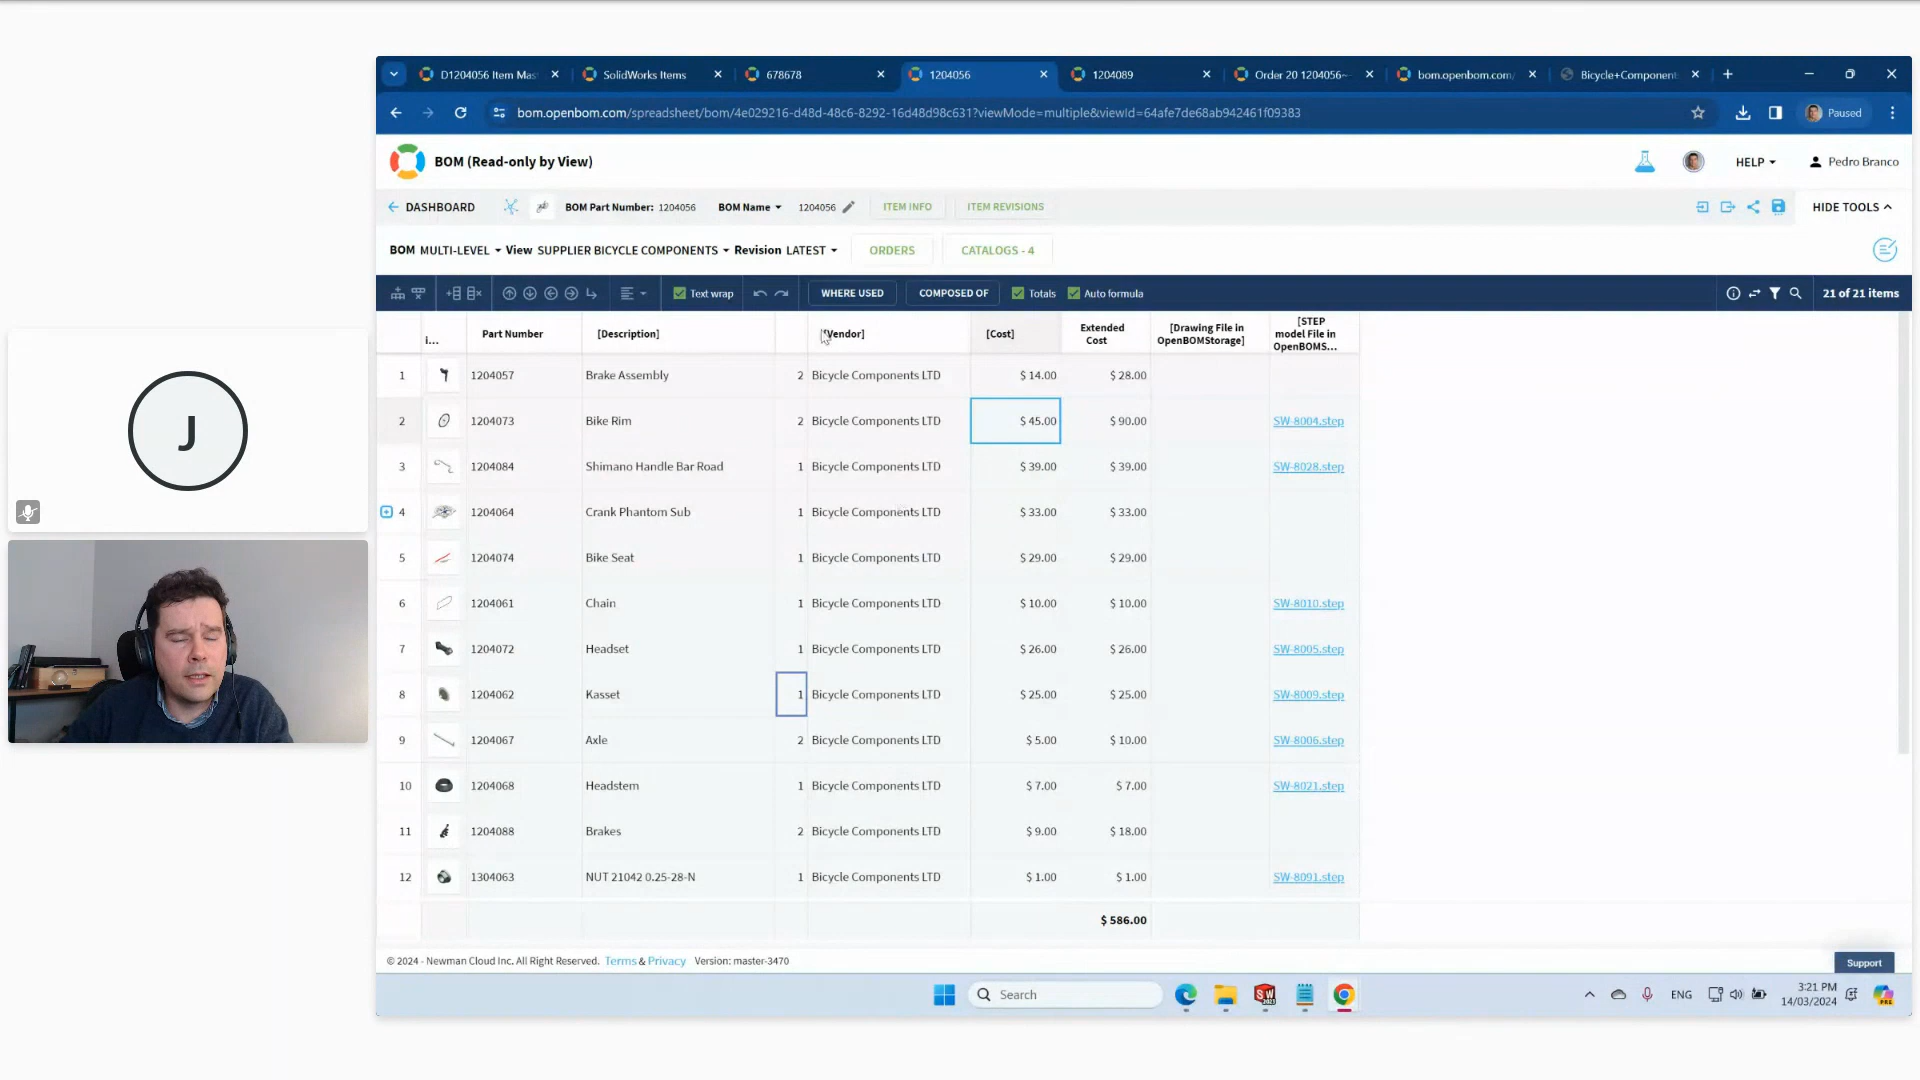 D1204056 Item Mas
SolidWorks Items
678678
1204056
1204089
Order 20 1204056~
bom.openbom.com/
Bicycle+Component
bom.openbom.com/spreadsheet/bom/4e029216-d48d-48c6-8292-16d48d98c631?viewMode=multiple&viewId=64afe7de68ab942461f09383
Paused
BOM (Read-only by View)
HELP
Pedro Branco
DASHBOARD
BOM Part Number: 1204056
BOM Name
1204056
ITEM INFO
ITEM REVISIONS
HIDE TOOLS
BOM MULTI-LEVEL
View SUPPLIER BICYCLE COMPONENTS
Revision LATEST
ORDERS
CATALOGS - 4
Text wrap
WHERE USED
COMPOSED OF
Totals
Auto formula
21 of 21 items
i... Part Number [Description] [*Vendor] [Cost] Extended Cost [Drawing File in OpenBOMStorage] [STEP model File in OpenBOMS...
1 1204057 Brake Assembly 2 Bicycle Components LTD $ 14.00 $ 28.00
2 1204073 Bike Rim 2 Bicycle Components LTD $ 45.00 $ 90.00 SW-8004.step
3 1204084 Shimano Handle Bar Road 1 Bicycle Components LTD $ 39.00 $ 39.00 SW-8028.step
4 1204064 Crank Phantom Sub 1 Bicycle Components LTD $ 33.00 $ 33.00
5 1204074 Bike Seat 1 Bicycle Components LTD $ 29.00 $ 29.00
6 1204061 Chain 1 Bicycle Components LTD $ 10.00 $ 10.00 SW-8010.step
7 1204072 Headset 1 Bicycle Components LTD $ 26.00 $ 26.00 SW-8005.step
8 1204062 Kasset 1 Bicycle Components LTD $ 25.00 $ 25.00 SW-8009.step
9 1204067 Axle 2 Bicycle Components LTD $ 5.00 $ 10.00 SW-8006.step
10 1204068 Headstem 1 Bicycle Components LTD $ 7.00 $ 7.00 SW-8021.step
11 1204088 Brakes 2 Bicycle Components LTD $ 9.00 $ 18.00
12 1304063 NUT 21042 0.25-28-N 1 Bicycle Components LTD $ 1.00 $ 1.00 SW-8091.step
$ 586.00
© 2024 - Newman Cloud Inc. All Right Reserved. Terms & Privacy Version: master-3470
Support
Search
ENG
3:21 PM
14/03/2024
J